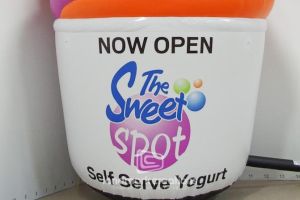 NOW OPEN
The
Sweet
spot
Self Serve Yogurt